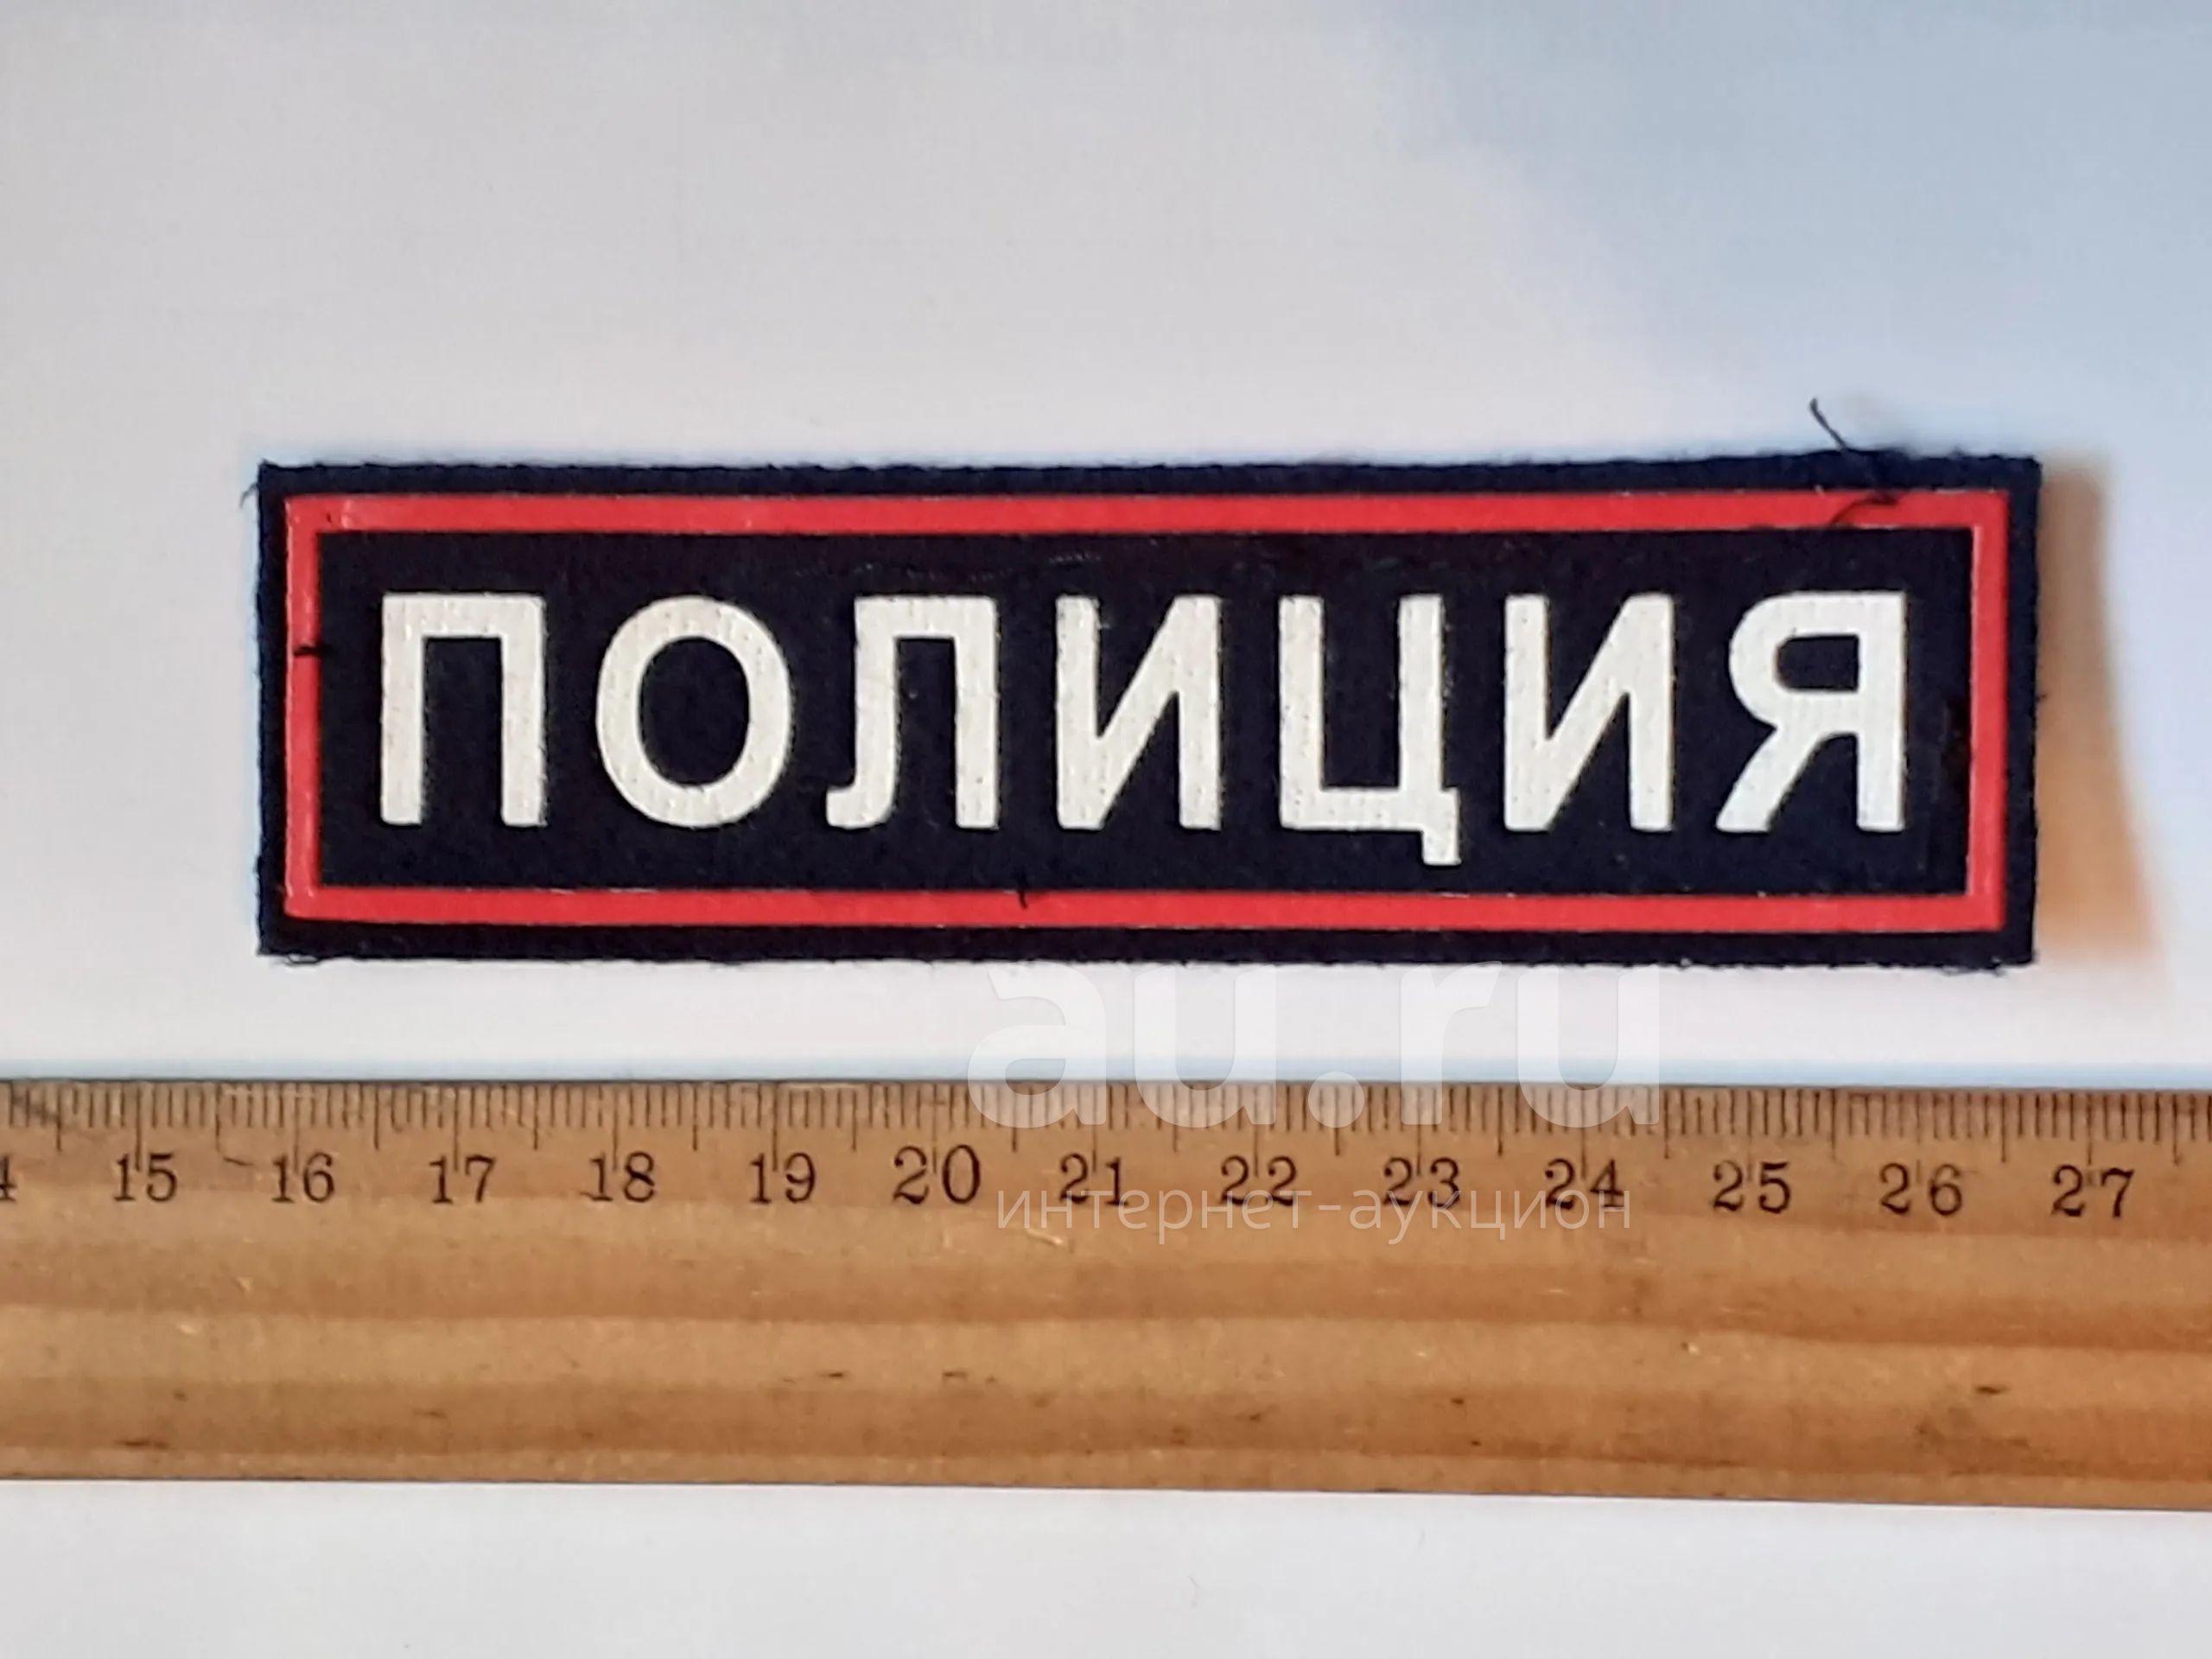 ПОЛИЦИЯ
au.ru
15 16 17 18 19 20 21 22 23 24 25 26 27
интернет-аукцион